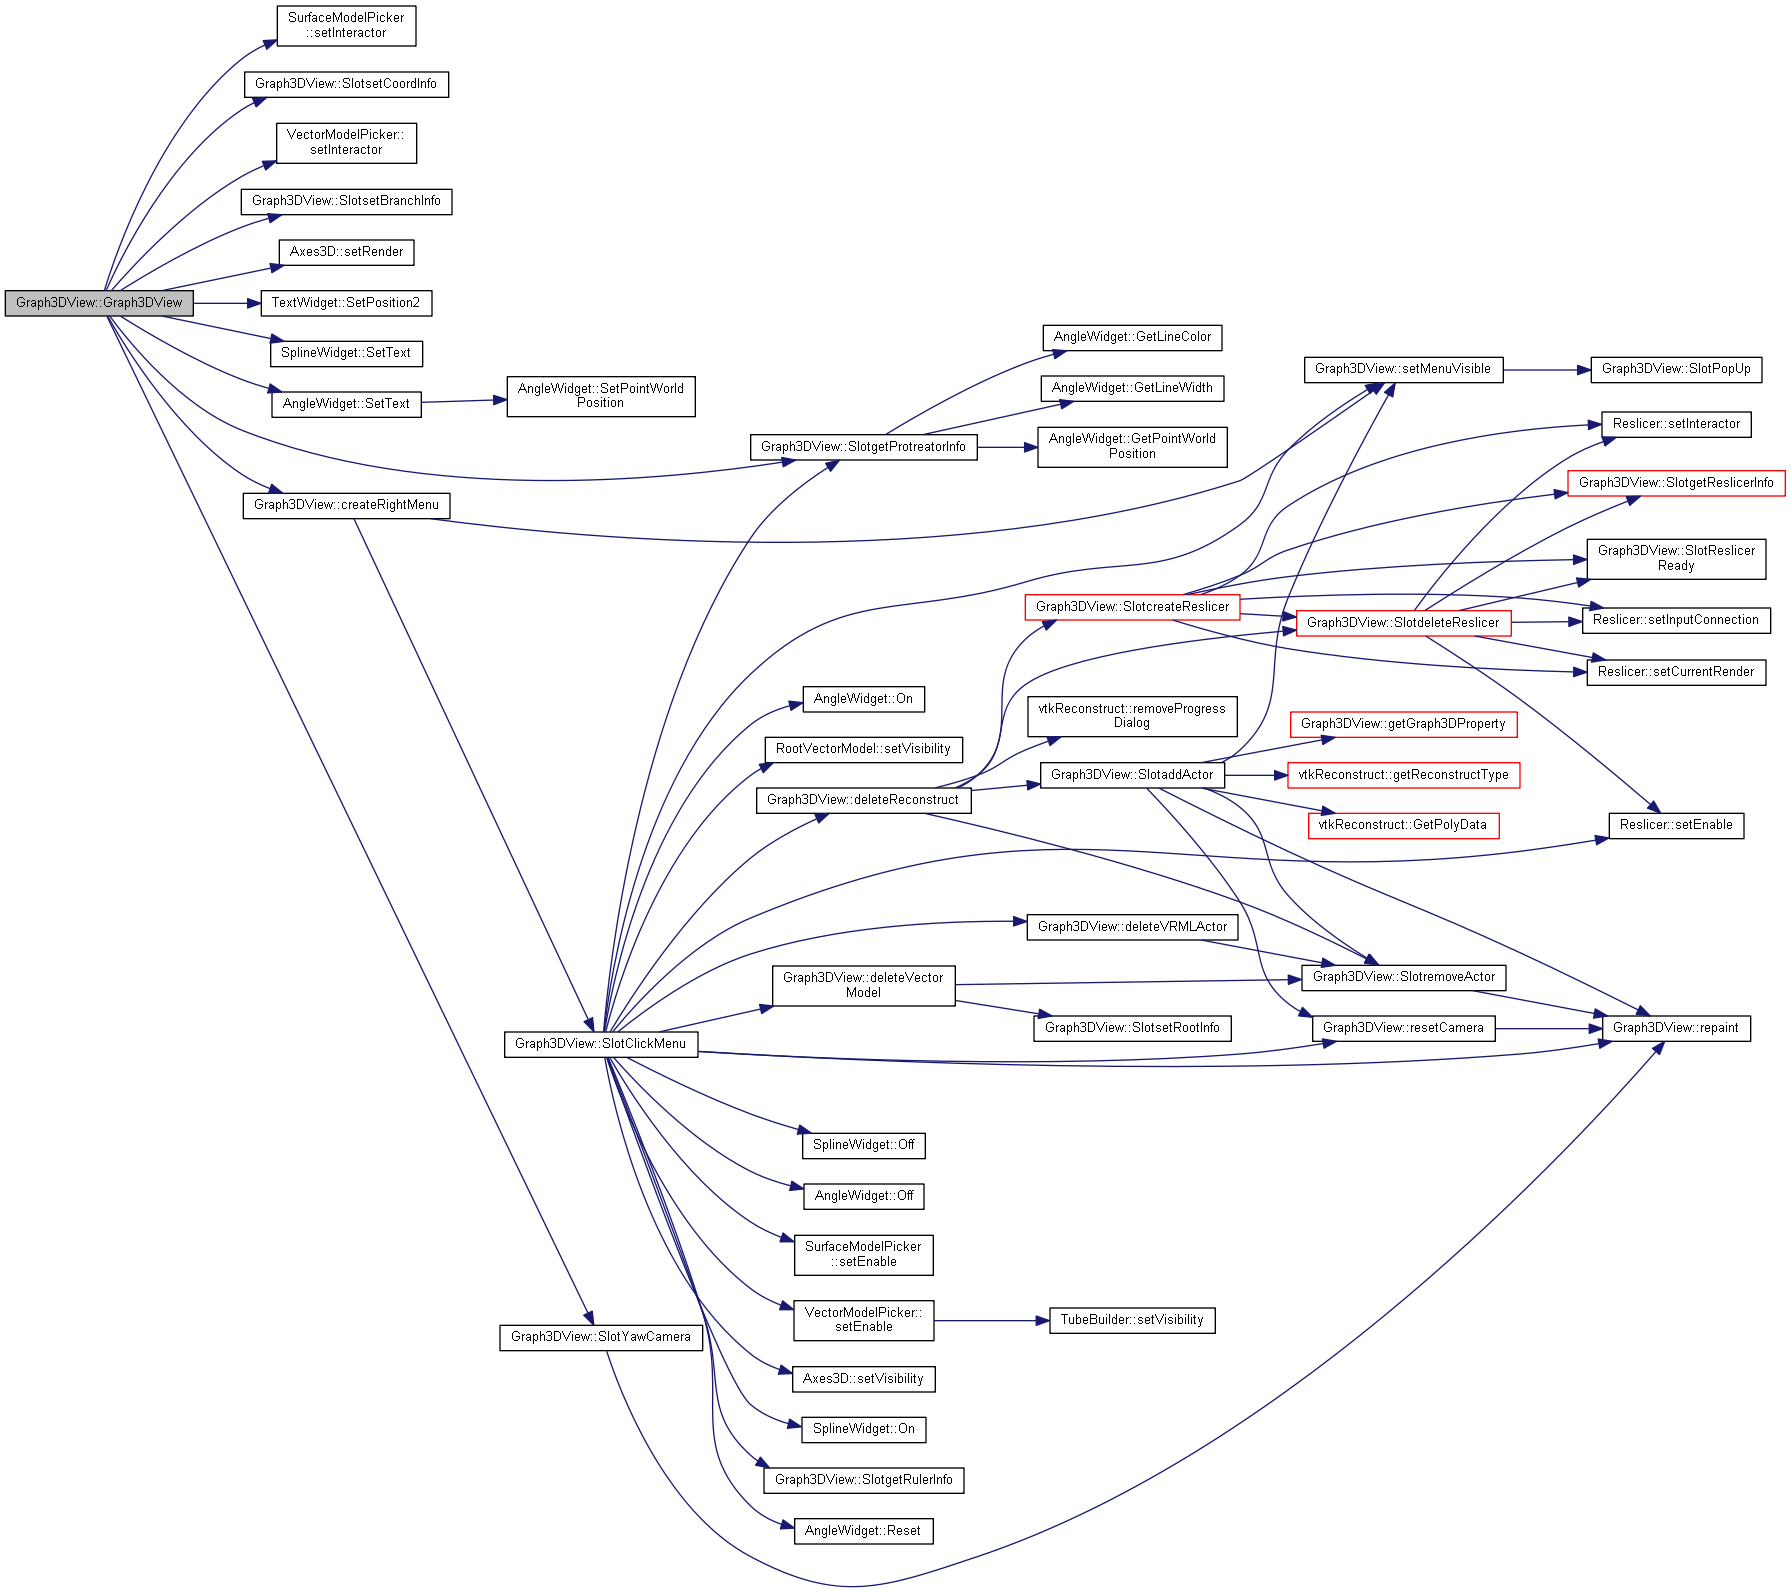 SurfaceModelPicker
::setInteractor
Graph3DView::SlotsetCoordInfo
VectorModelPicker::
setInteractor
Graph3DView::SlotsetBranchInfo
Axes3D::setRender
Graph3DView::Graph3DView
TextWidget::SetPosition2
SplineWidget::SetText
AngleWidget::SetText
AngleWidget::SetPointWorld
Position
Graph3DView::createRightMenu
Graph3DView::SlotgetProtreatorInfo
AngleWidget::GetLineColor
AngleWidget::GetLineWidth
AngleWidget::GetPointWorld
Position
Graph3DView::setMenuVisible
Graph3DView::SlotPopUp
Reslicer::setInteractor
Graph3DView::SlotgetReslicerInfo
Graph3DView::SlotReslicer
Ready
Graph3DView::SlotcreateReslicer
Graph3DView::SlotdeleteReslicer
Reslicer::setInputConnection
Reslicer::setCurrentRender
AngleWidget::On
vtkReconstruct::removeProgress
Dialog
RootVectorModel::setVisibility
Graph3DView::getGraph3DProperty
Graph3DView::SlotaddActor
vtkReconstruct::getReconstructType
Graph3DView::deleteReconstruct
vtkReconstruct::GetPolyData
Reslicer::setEnable
Graph3DView::deleteVRMLActor
Graph3DView::deleteVector
Model
Graph3DView::SlotremoveActor
Graph3DView::SlotsetRootInfo
Graph3DView::resetCamera
Graph3DView::repaint
Graph3DView::SlotClickMenu
SplineWidget::Off
AngleWidget::Off
SurfaceModelPicker
::setEnable
VectorModelPicker::
setEnable
TubeBuilder::setVisibility
Graph3DView::SlotYawCamera
Axes3D::setVisibility
SplineWidget::On
Graph3DView::SlotgetRulerInfo
AngleWidget::Reset